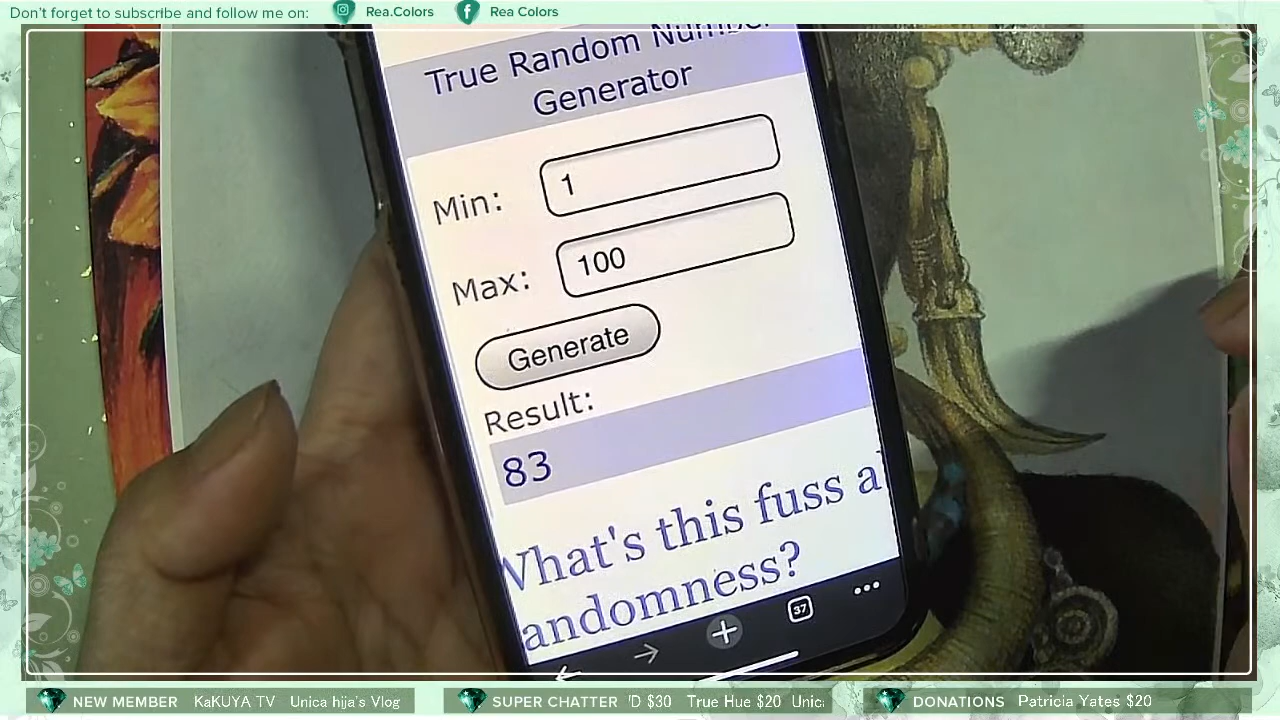 Don't forget to subscribe and follow me on: Rea.Colors Rea Colors
True Random Number
Generator
Min: 1
Max: 100
Generate
Result:
83
What's this fuss a
andomness?
37
NEW MEMBER KaKUYA TV Unica hija's Vlog SUPER CHATTER 'D $30 True Hue $20 Unic DONATIONS Patricia Yates $20